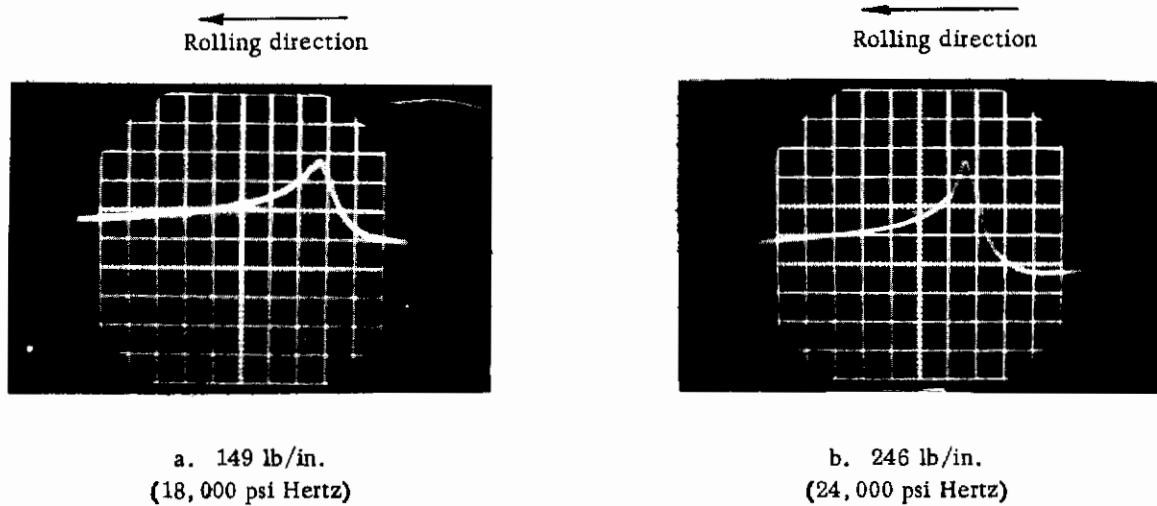 Rolling direction
Rolling direction
a. 149 lb/in.
(18,000 psi Hertz)
b. 246 lb/in.
(24,000 psi Hertz)